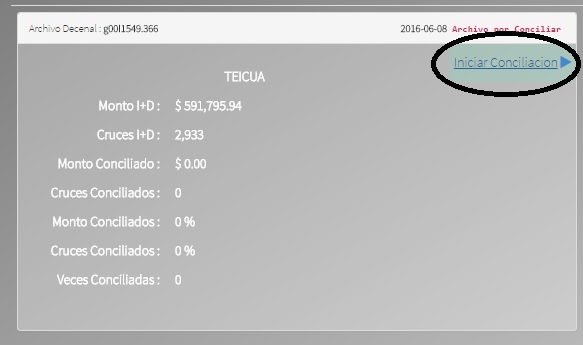 Archivo Decenal : g00l1549.366 2016-06-08 Archivo por Conciliar
Iniciar Conciliacion
TEICUA
Monto I+D : $ 591,795.94
Cruces I+D : 2,933
Monto Conciliado : $ 0.00
Cruces Conciliados : 0
Monto Conciliados : 0 %
Cruces Conciliados : 0 %
Veces Conciliadas : 0